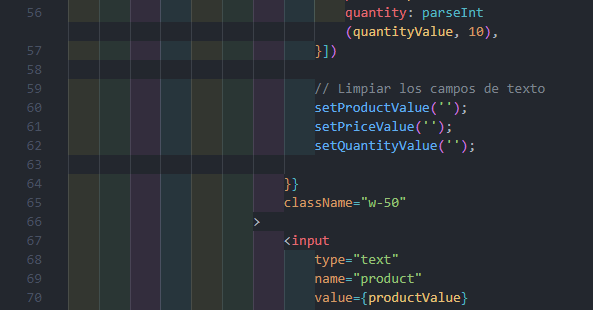 56 quantity: parseInt
(quantityValue, 10),
57 }])
58
59 // Limpiar los campos de texto
60 setProductValue('');
61 setPriceValue('');
62 setQuantityValue('');
63
64 }}
65 className="w-50"
66 >
67 <input
68 type="text"
69 name="product"
70 value={productValue}